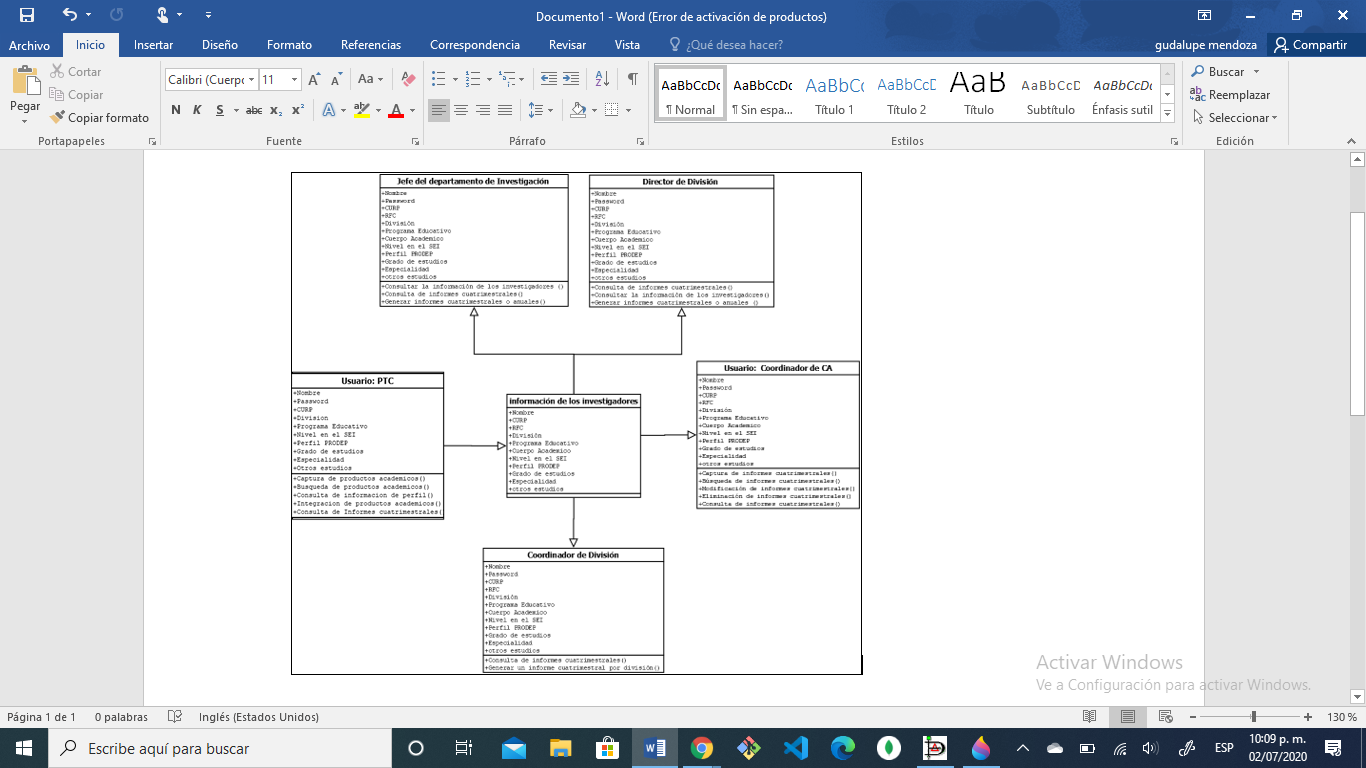 Documento1 - Word (Error de activación de productos)
Archivo Inicio Insertar Diseño Formato Referencias Correspondencia Revisar Vista ¿Qué desea hacer? gudalupe mendoza Compartir
Pegar
Cortar
Copiar
Copiar formato
Portapapeles
Calibri (Cuerpo 11
N K S abc x₂ x²
Fuente
Párrafo
AaBbCcDc AaBbCcDc AaBbCc AaBbCcD AaB AaBbCcD AaBbCcDc
¶ Normal ¶ Sin espa... Título 1 Título 2 Título Subtítulo Énfasis sutil
Estilos
Buscar
Reemplazar
Seleccionar
Edición
Jefe del departamento de Investigación
+Nombre
+Password
+CURP
+RFC
+División
+Programa Educativo
+Cuerpo Academico
+Nivel en el SEI
+Perfil PRODEP
+Grado de estudios
+Especialidad
+otros estudios
+Consultar la información de los investigadores ()
+Consulta de informes cuatrimestrales()
+Generar informes cuatrimestrales o anuales()
Director de División
+Nombre
+Password
+CURP
+RFC
+División
+Programa Educativo
+Cuerpo Academico
+Nivel en el SEI
+Perfil PRODEP
+Grado de estudios
+Especialidad
+otros estudios
+Consulta de informes cuatrimestrales()
+Consultar la información de los investigadores()
+Generar informes cuatrimestrales o anuales ()
Usuario: PTC
+Nombre
+Password
+CURP
+Division
+Programa Educativo
+Nivel en el SEI
+Perfil PRODEP
+Grado de estudios
+Especialidad
+Otros estudios
+Captura de productos academicos()
+Busqueda de productos academicos()
+Consulta de informacion de perfil()
+Integracion de productos academicos()
+Consulta de Informes cuatrimestrales(
información de los investigadores
+Nombre
+CURP
+RFC
+División
+Programa Educativo
+Cuerpo Academico
+Nivel en el SEI
+Perfil PRODEP
+Grado de estudios
+Especialidad
+otros estudios
Usuario: Coordinador de CA
+Nombre
+Password
+CURP
+RFC
+División
+Programa Educativo
+Cuerpo Academico
+Nivel en el SEI
+Perfil PRODEP
+Grado de estudios
+Especialidad
+otros estudios
+Captura de informes cuatrimestrales()
+Búsqueda de informes cuatrimestrales()
+Modificación de informes cuatrimestrales()
+Eliminación de informes cuatrimestrales()
+Consulta de informes cuatrimestrales()
Coordinador de División
+Nombre
+Password
+CURP
+RFC
+División
+Programa Educativo
+Cuerpo Academico
+Nivel en el SEI
+Perfil PRODEP
+Grado de estudios
+Especialidad
+otros estudios
+Consulta de informes cuatrimestrales()
+Generar un informe cuatrimestral por división()
Activar Windows
Ve a Configuración para activar Windows.
Página 1 de 1 0 palabras Inglés (Estados Unidos) 130 %
Escribe aquí para buscar
ESP
10:09 p. m.
02/07/2020